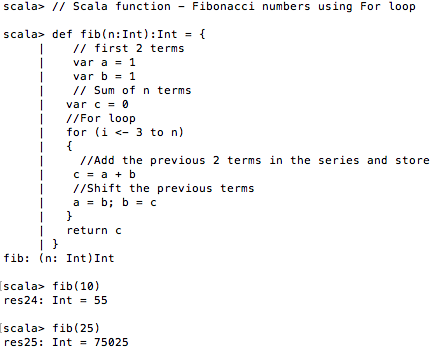 scala> // Scala function - Fibonacci numbers using For loop
scala> def fib(n:Int):Int = {
| // first 2 terms
| var a = 1
| var b = 1
| // Sum of n terms
| var c = 0
| //For loop
| for (i <- 3 to n)
| {
| //Add the previous 2 terms in the series and store
| c = a + b
| //Shift the previous terms
| a = b; b = c
| }
| return c
| }
fib: (n: Int)Int
[scala> fib(10)
res24: Int = 55
[scala> fib(25)
res25: Int = 75025